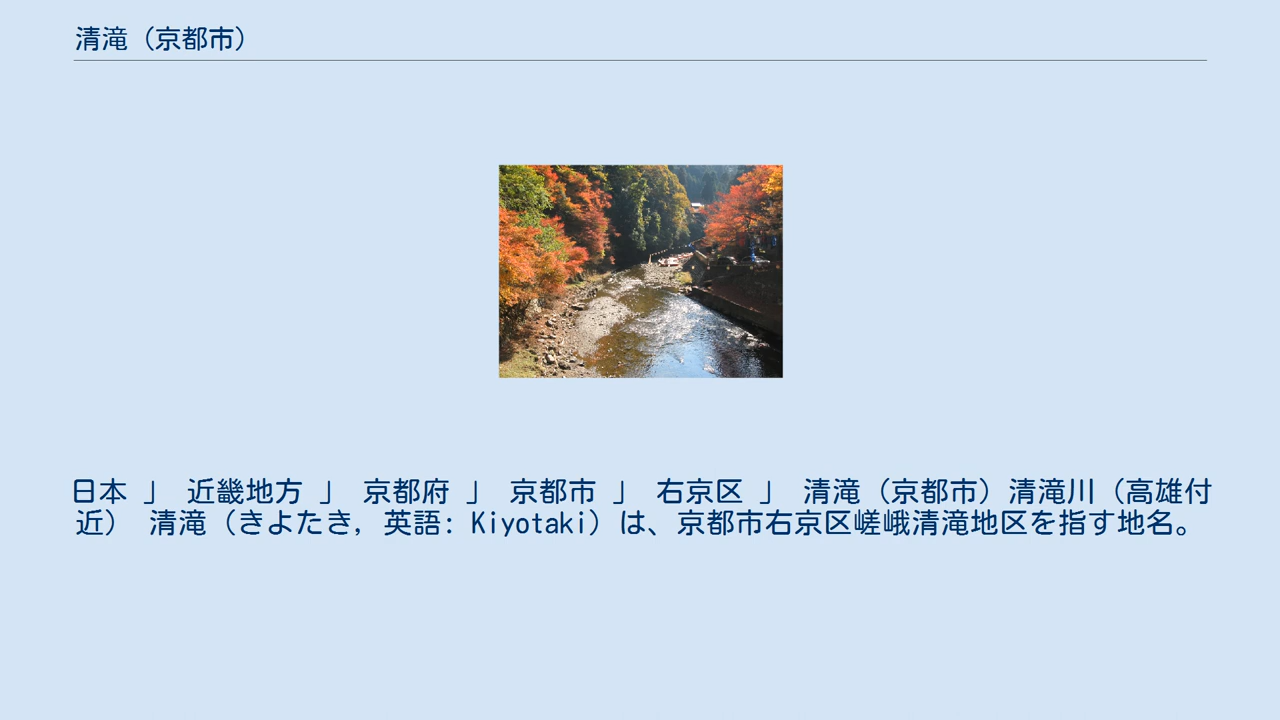 清滝（京都市）
日本 」 近畿地方 」 京都府 」 京都市 」 右京区 」 清滝（京都市）清滝川（高雄付
近） 清滝（きよたき, 英語: Kiyotaki）は、京都市右京区嵯峨清滝地区を指す地名。